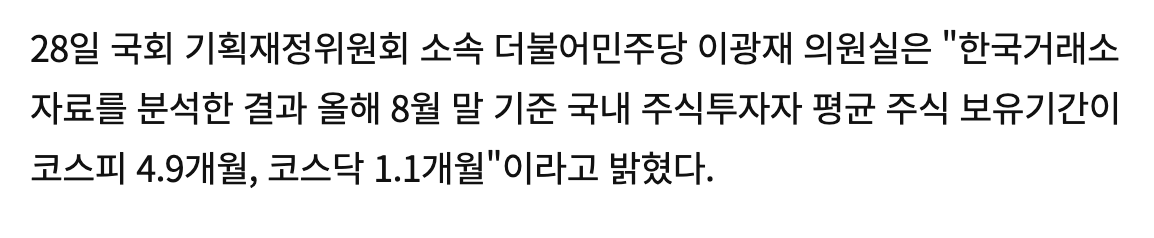 28일 국회 기획재정위원회 소속 더불어민주당 이광재 의원실은 "한국거래소
자료를 분석한 결과 올해 8월 말 기준 국내 주식투자자 평균 주식 보유기간이
코스피 4.9개월, 코스닥 1.1개월"이라고 밝혔다.